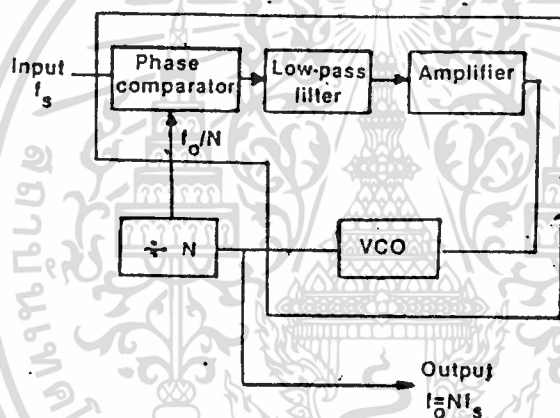 Input
f_s
Phase
comparator
Low-pass
filter
Amplifier
f_o/N
÷ N
VCO
Output
f_o=Nf_s